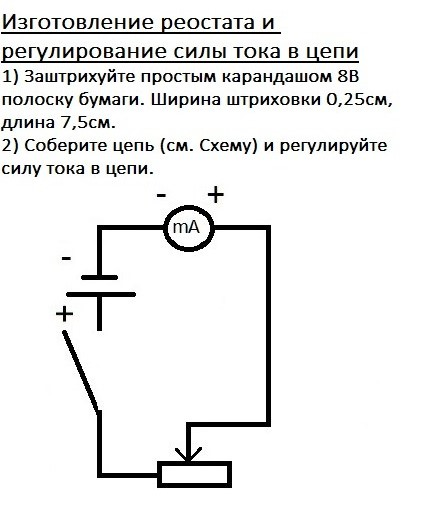 Изготовление реостата и
регулирование силы тока в цепи
1) Заштрихуйте простым карандашом 8В
полоску бумаги. Ширина штриховки 0,25см,
длина 7,5см.
2) Соберите цепь (см. Схему) и регулируйте
силу тока в цепи.
- +
mA
-
+